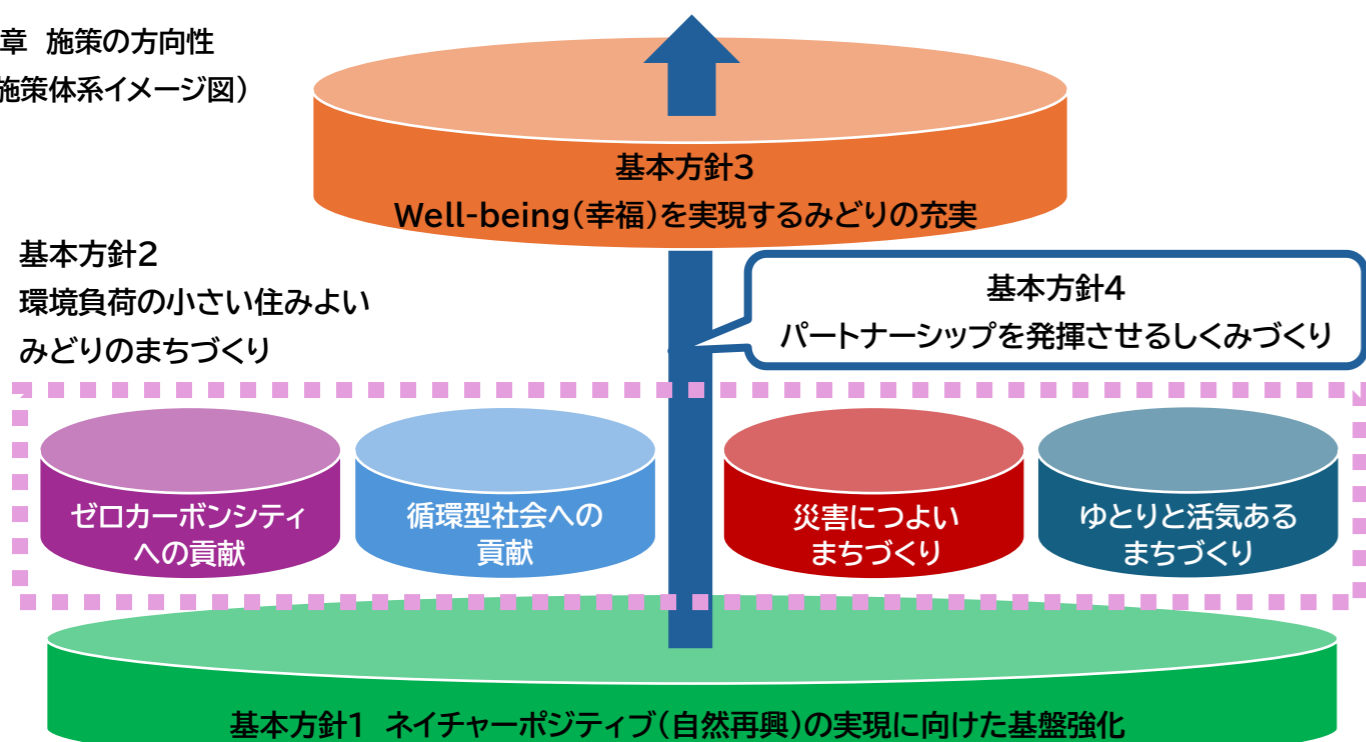 章 施策の方向性
施策体系イメージ図）
基本方針3
Well-being（幸福）を実現するみどりの充実
基本方針2
環境負荷の小さい住みよい
みどりのまちづくり
基本方針4
パートナーシップを発揮させるしくみづくり
ゼロカーボンシティ
への貢献
循環型社会への
貢献
災害につよい
まちづくり
ゆとりと活気ある
まちづくり
基本方針1 ネイチャーポジティブ（自然再興）の実現に向けた基盤強化